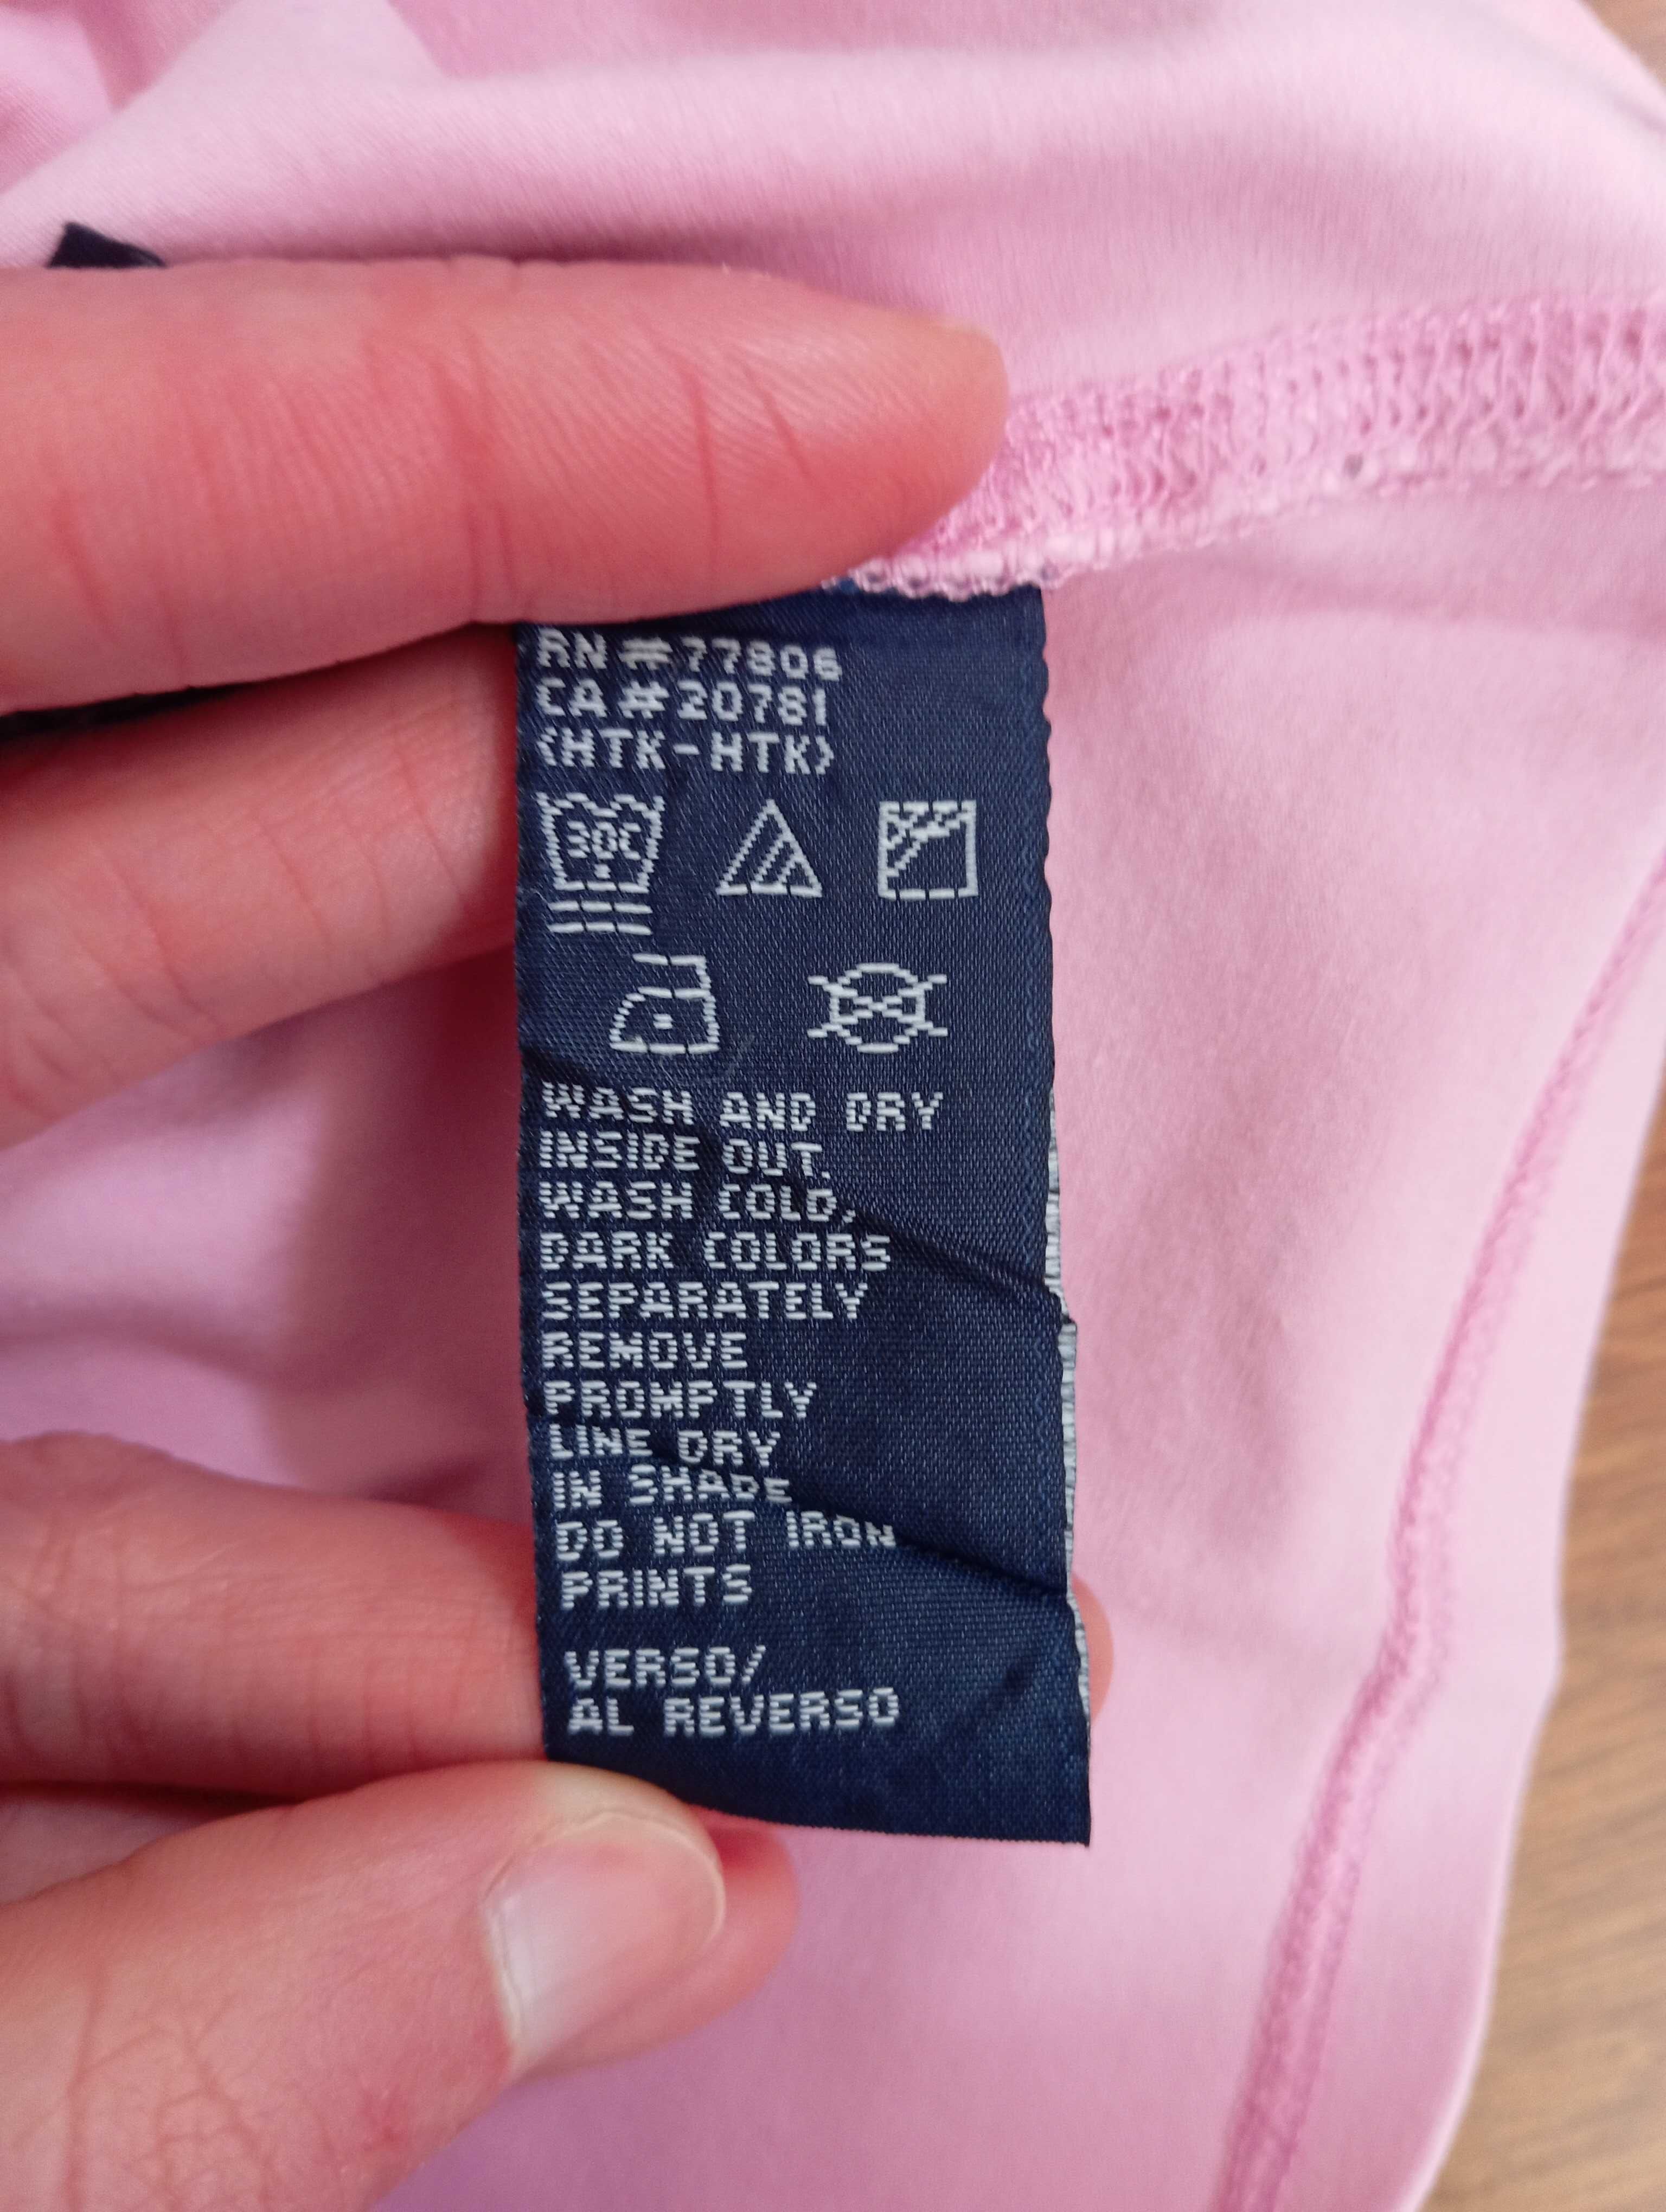 RN #77806
CA #20781
(HTK-HTK)
30C
WASH AND DRY
INSIDE OUT.
WASH COLD,
DARK COLORS
SEPARATELY
REMOVE
PROMPTLY
LINE DRY
IN SHADE
DO NOT IRON
PRINTS
VERSO/
AL REVERSO